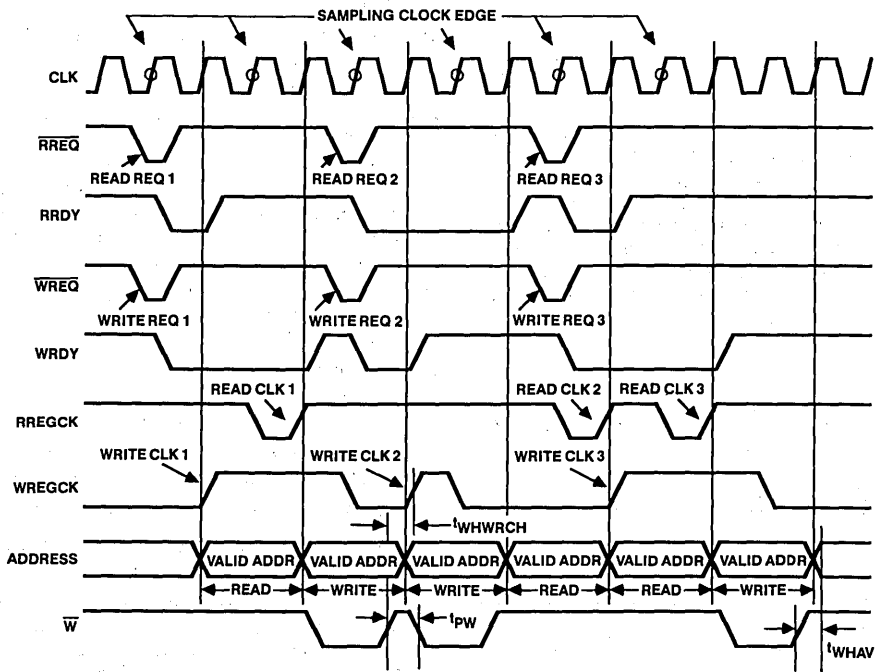 SAMPLING CLOCK EDGE
CLK
RREQ
READ REQ 1
READ REQ 2
READ REQ 3
RRDY
WREQ
WRITE REQ 1
WRITE REQ 2
WRITE REQ 3
WRDY
READ CLK 1
READ CLK 2
READ CLK 3
RREGCK
WRITE CLK 1
WRITE CLK 2
WRITE CLK 3
WREGCK
tWHWRCH
ADDRESS
VALID ADDR
VALID ADDR
VALID ADDR
VALID ADDR
VALID ADDR
VALID ADDR
READ
WRITE
WRITE
READ
READ
WRITE
W
tPW
tWHAV